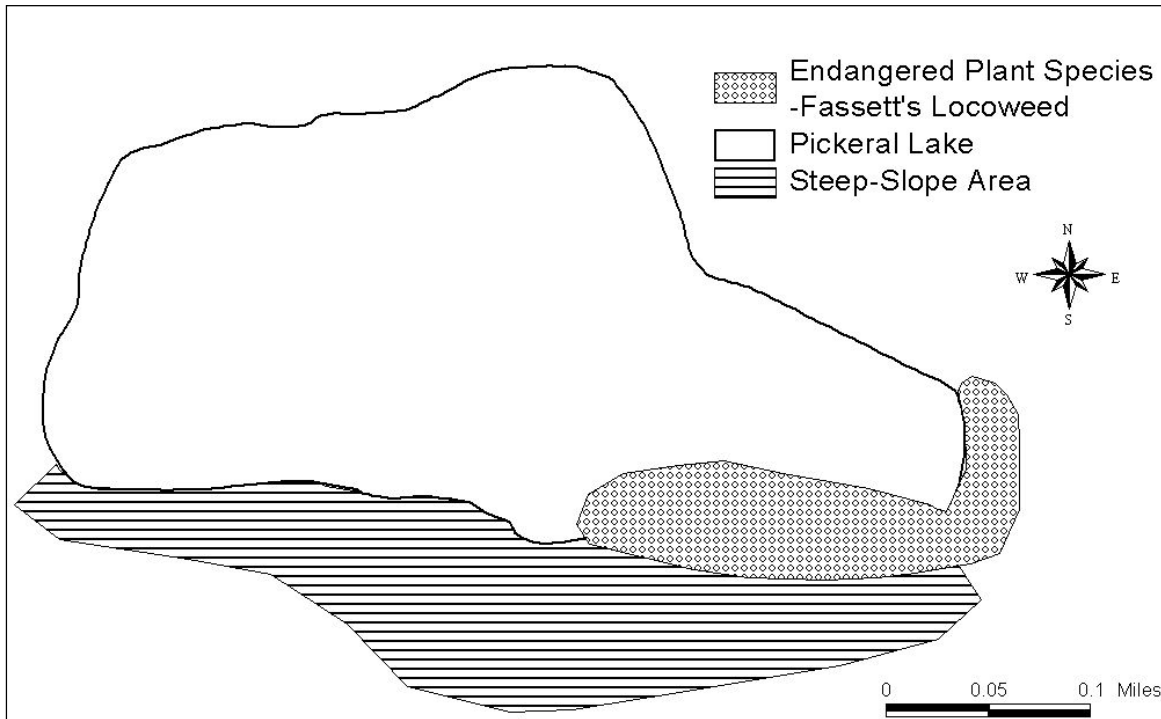 Endangered Plant Species
-Fassett's Locoweed
Pickeral Lake
Steep-Slope Area
N
W E
S
0 0.05 0.1 Miles